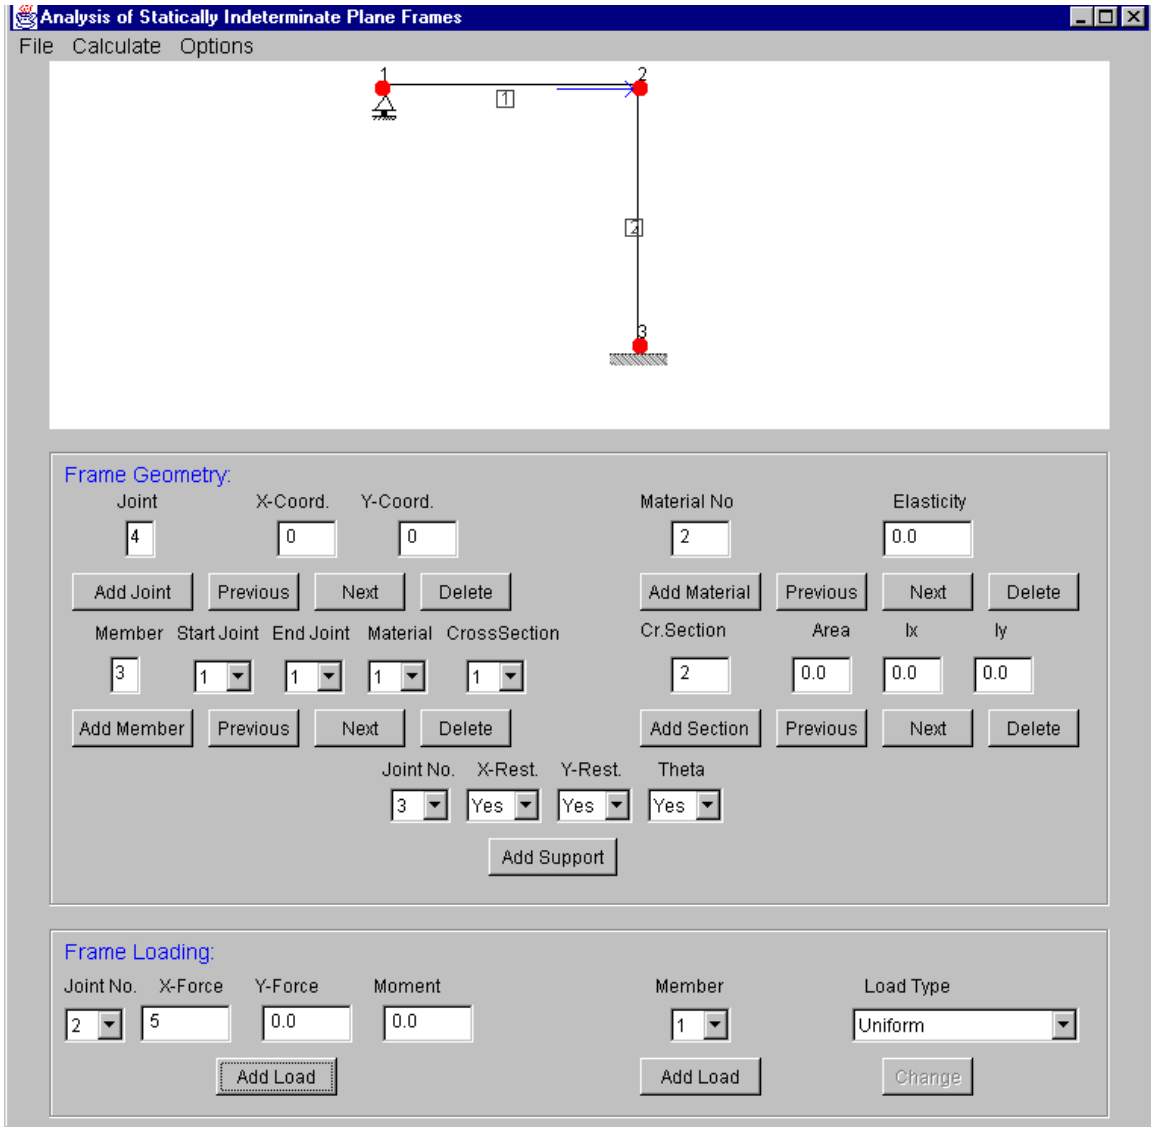 Analysis of Statically Indeterminate Plane Frames
File Calculate Options
1 2
1
2
3
Frame Geometry:
Joint X-Coord. Y-Coord. Material No Elasticity
4 0 0 2 0.0
Add Joint Previous Next Delete Add Material Previous Next Delete
Member Start Joint End Joint Material CrossSection Cr.Section Area Ix Iy
3 1 1 1 1 2 0.0 0.0 0.0
Add Member Previous Next Delete Add Section Previous Next Delete
Joint No. X-Rest. Y-Rest. Theta
3 Yes Yes Yes
Add Support
Frame Loading:
Joint No. X-Force Y-Force Moment Member Load Type
2 5 0.0 0.0 1 Uniform
Add Load Add Load Change